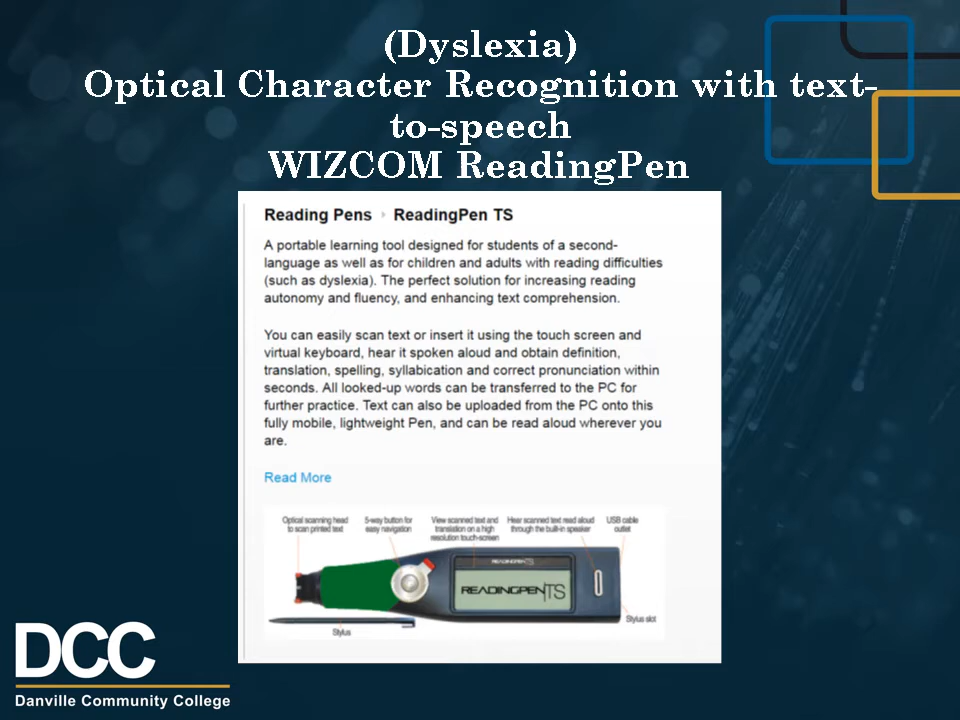 (Dyslexia)
Optical Character Recognition with text-
to-speech
WIZCOM ReadingPen
Reading Pens › ReadingPen TS
A portable learning tool designed for students of a second-
language as well as for children and adults with reading difficulties
(such as dyslexia). The perfect solution for increasing reading
autonomy and fluency, and enhancing text comprehension.
You can easily scan text or insert it using the touch screen and
virtual keyboard, hear it spoken aloud and obtain definition,
translation, spelling, syllabication and correct pronunciation within
seconds. All looked-up words can be transferred to the PC for
further practice. Text can also be uploaded from the PC onto this
fully mobile, lightweight Pen, and can be read aloud wherever you
are.
Read More
Optical scanning head
to scan printed text
5-way button for
easy navigation
View scanned text and
translation on a high
resolution touch-screen
Hear scanned text read aloud
through the built-in speaker
USB cable
outlet
READINGPEN TS
READINGPEN|TS
Stylus slot
Stylus
DCC
Danville Community College